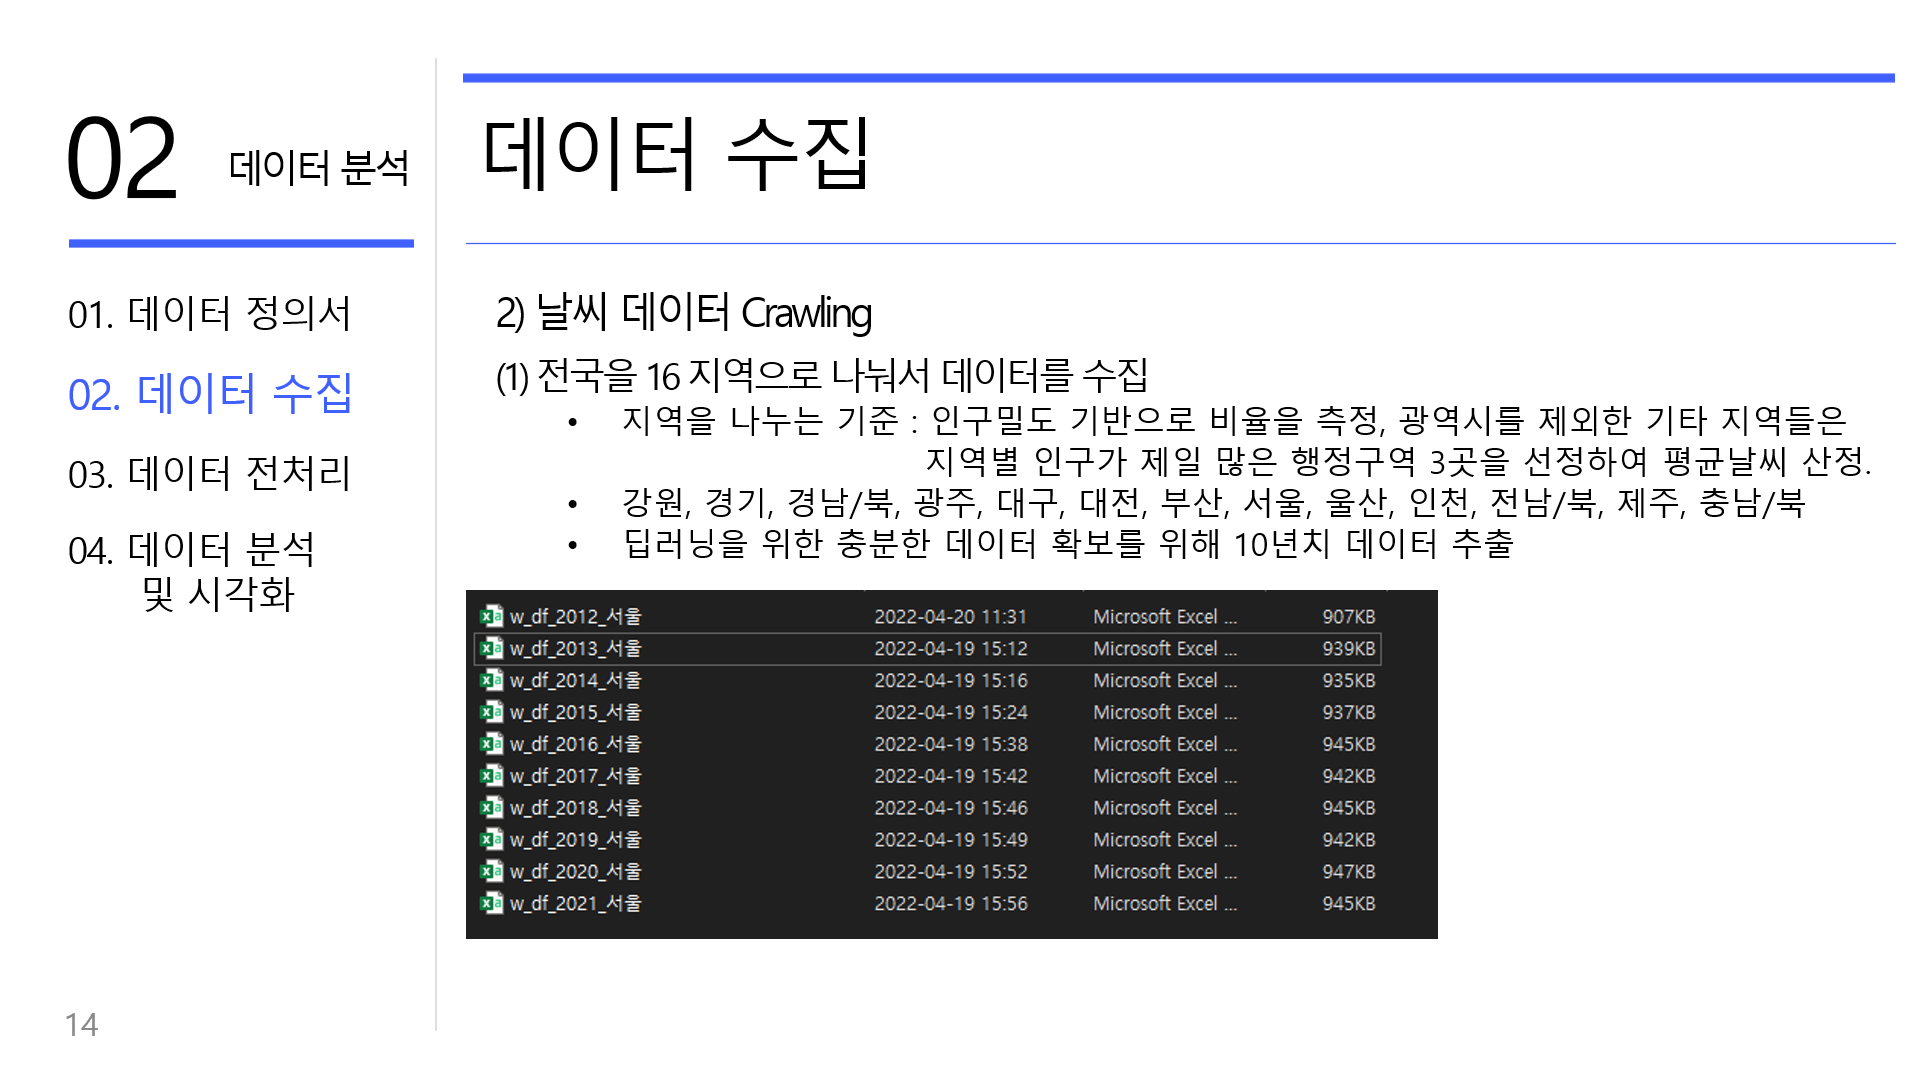 02 데이터 분석
01. 데이터 정의서
02. 데이터 수집
03. 데이터 전처리
04. 데이터 분석
및 시각화
14
데이터 수집
2) 날씨 데이터 Crawling
(1) 전국을 16 지역으로 나눠서 데이터를 수집
• 지역을 나누는 기준 : 인구밀도 기반으로 비율을 측정, 광역시를 제외한 기타 지역들은
지역별 인구가 제일 많은 행정구역 3곳을 선정하여 평균날씨 산정.
• 강원, 경기, 경남/북, 광주, 대구, 대전, 부산, 서울, 울산, 인천, 전남/북, 제주, 충남/북
• 딥러닝을 위한 충분한 데이터 확보를 위해 10년치 데이터 추출
w_df_2012_서울 2022-04-20 11:31 Microsoft Excel ... 907KB
w_df_2013_서울 2022-04-19 15:12 Microsoft Excel ... 939KB
w_df_2014_서울 2022-04-19 15:16 Microsoft Excel ... 935KB
w_df_2015_서울 2022-04-19 15:24 Microsoft Excel ... 937KB
w_df_2016_서울 2022-04-19 15:38 Microsoft Excel ... 945KB
w_df_2017_서울 2022-04-19 15:42 Microsoft Excel ... 942KB
w_df_2018_서울 2022-04-19 15:46 Microsoft Excel ... 945KB
w_df_2019_서울 2022-04-19 15:49 Microsoft Excel ... 942KB
w_df_2020_서울 2022-04-19 15:52 Microsoft Excel ... 947KB
w_df_2021_서울 2022-04-19 15:56 Microsoft Excel ... 945KB